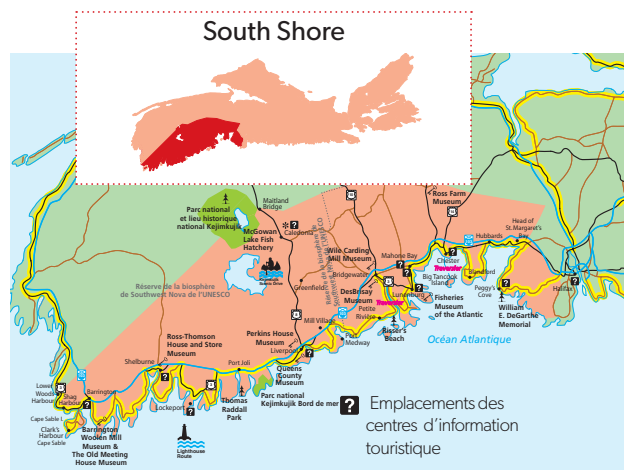 South Shore
Ross Farm
Museum
Maitland
Bridge
Parc national
et lieu historique
national Kejimkujik
McGowan
Lake Fish
Hatchery
Caledonia
Wile Carding
Mill Museum
Mahone Bay
Hubbards
Head of
St. Margaret's
Bay
Chester
Big Tancook
Island
Blandford
Peggy's
Cove
Halifax
Bridgewater
DesBrisay
Museum
Lunenburg
Greenfield
Petite
Rivière
Fisheries
Museum
of the Atlantic
William
E. DeGarthe
Memorial
Réserve de la biosphère
de Southwest Nova de l'UNESCO
Mill Village
Port
Medway
Risser's
Beach
Océan Atlantique
Ross-Thomson
House and Store
Museum
Perkins House
Museum
Liverpool
Shelburne
Port Joli
Queens
County
Museum
Lower
Woods
Harbour
Shag
Harbour
Barrington
Lockeport
Thomas
Raddall
Park
Parc national
Kejimkujik Bord de mer
Cape Sable I.
Clark's
Harbour
Cape Sable
Barrington
Woolen Mill
Museum &
The Old Meeting
House Museum
Lighthouse
Route
? Emplacements des
centres d'information
touristique